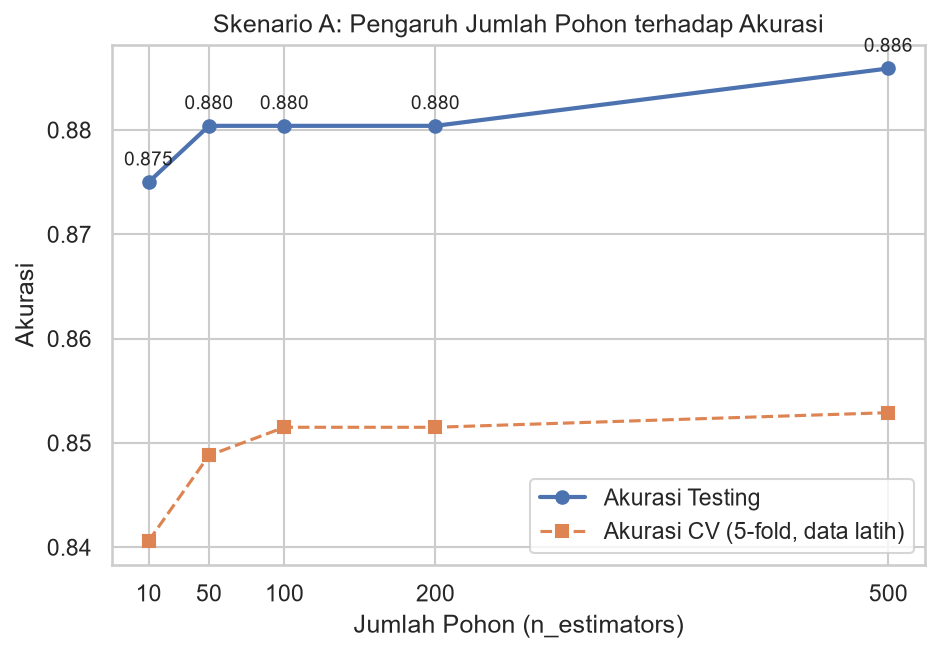 Skenario A: Pengaruh Jumlah Pohon terhadap Akurasi
0.886
0.880 0.880 0.880
0.875
0.88
0.87
0.86
0.85
0.84
Akurasi
Akurasi Testing
Akurasi CV (5-fold, data latih)
10 50 100 200 500
Jumlah Pohon (n_estimators)